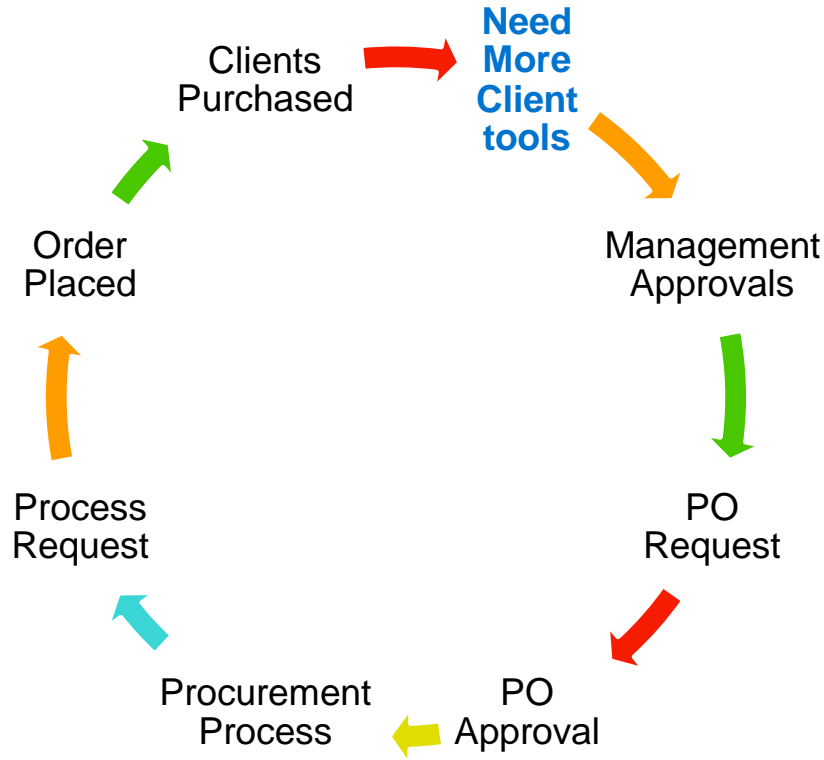 Need
More
Client
tools
Management
Approvals
PO
Request
PO
Approval
Procurement
Process
Process
Request
Order
Placed
Clients
Purchased